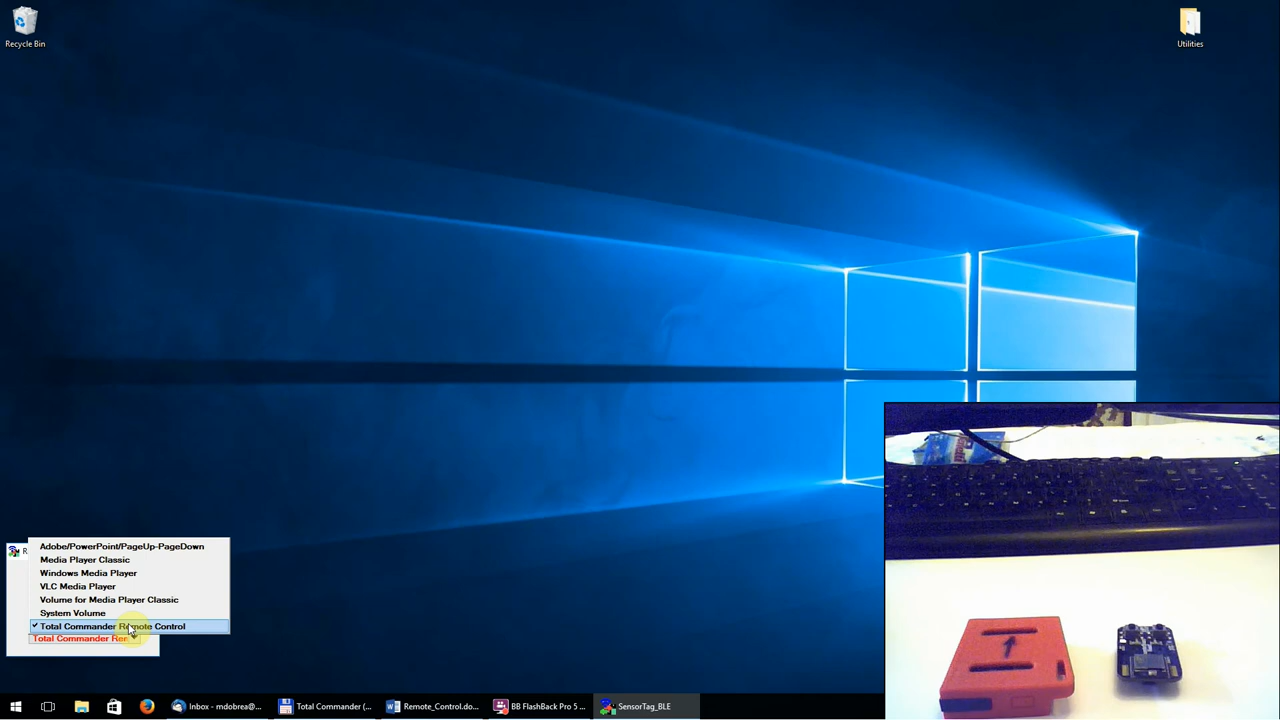 Recycle Bin
Utilities
R
Adobe/PowerPoint/PageUp-PageDown
Media Player Classic
Windows Media Player
VLC Media Player
Volume for Media Player Classic
System Volume
Total Commander Remote Control
Total Commander Rem
Inbox - mdobrea@...
Total Commander (...
Remote_Control.do...
BB FlashBack Pro 5 ...
SensorTag_BLE